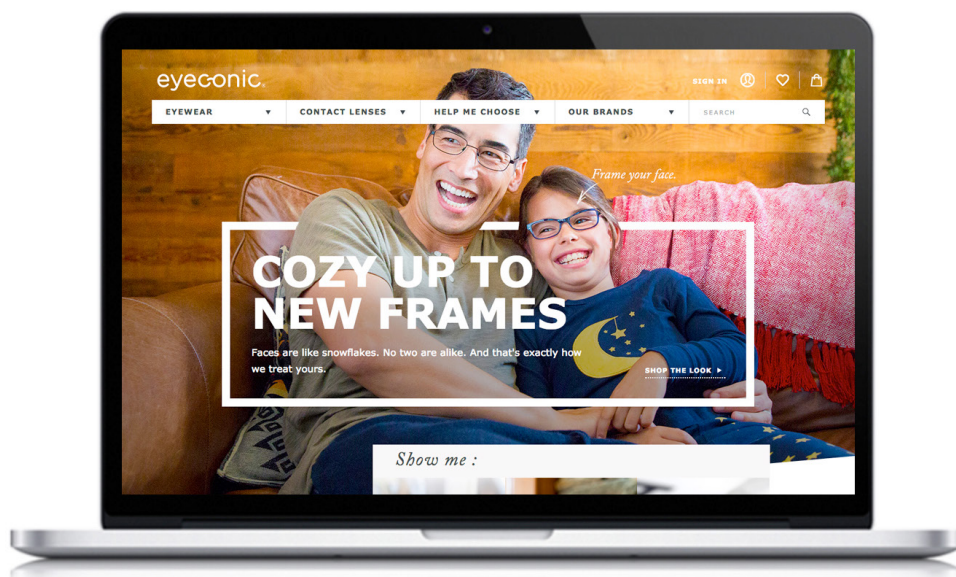 eyeconic.
SIGN IN
EYEWEAR
CONTACT LENSES
HELP ME CHOOSE
OUR BRANDS
SEARCH
Frame your face.
COZY UP TO
NEW FRAMES
Faces are like snowflakes. No two are alike. And that's exactly how
we treat yours.
SHOP THE LOOK
Show me :